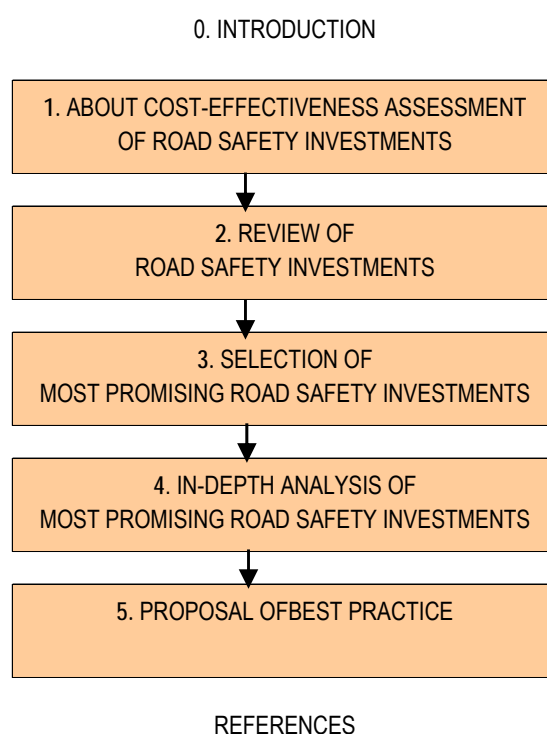 0. INTRODUCTION
1. ABOUT COST-EFFECTIVENESS ASSESSMENT
OF ROAD SAFETY INVESTMENTS
2. REVIEW OF
ROAD SAFETY INVESTMENTS
3. SELECTION OF
MOST PROMISING ROAD SAFETY INVESTMENTS
4. IN-DEPTH ANALYSIS OF
MOST PROMISING ROAD SAFETY INVESTMENTS
5. PROPOSAL OFBEST PRACTICE
REFERENCES